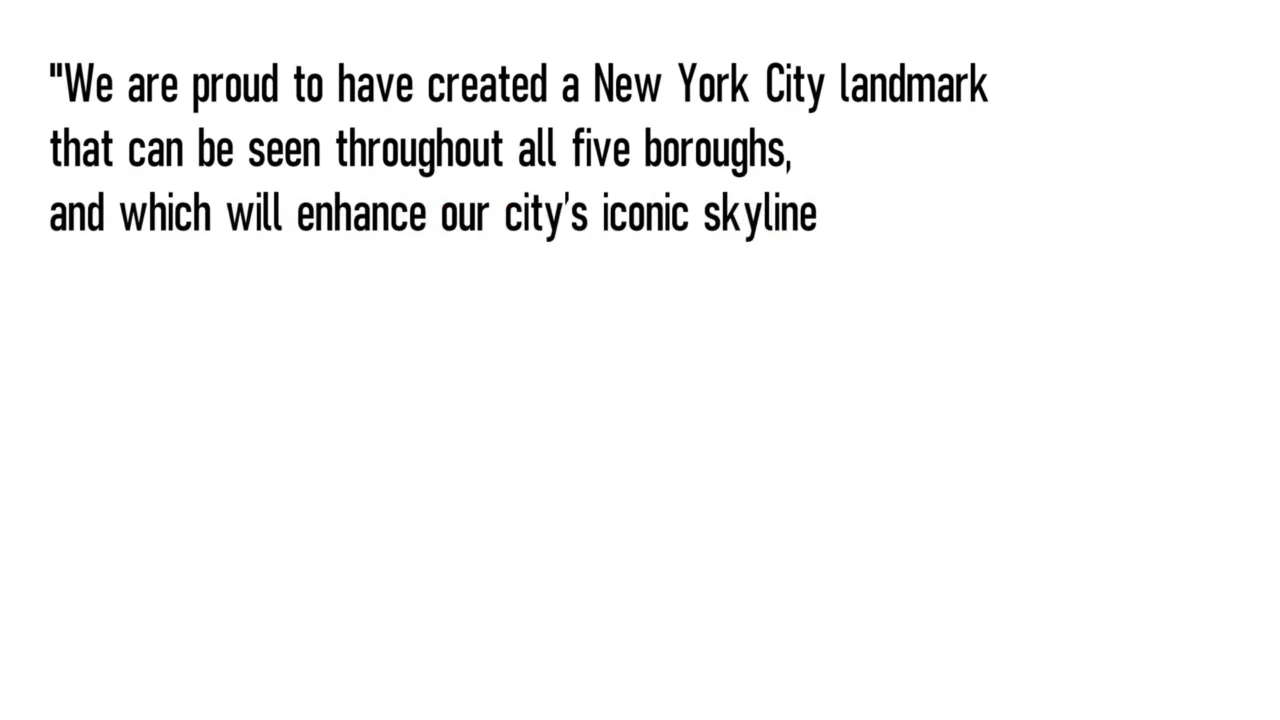 "We are proud to have created a New York City landmark
that can be seen throughout all five boroughs,
and which will enhance our city's iconic skyline